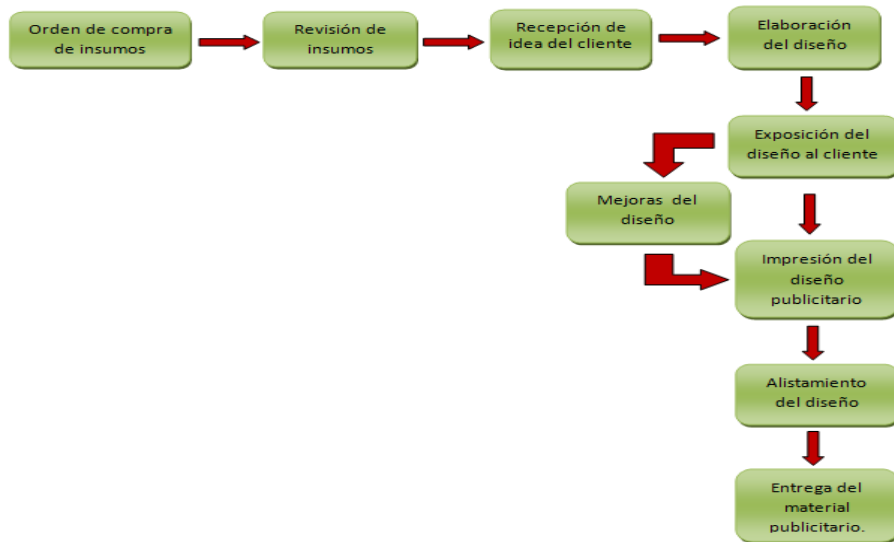 Orden de compra
de insumos
Revisión de
insumos
Recepción de
idea del cliente
Elaboración
del diseño
Exposición del
diseño al cliente
Mejoras del
diseño
Impresión del
diseño
publicitario
Alistamiento
del diseño
Entrega del
material
publicitario.